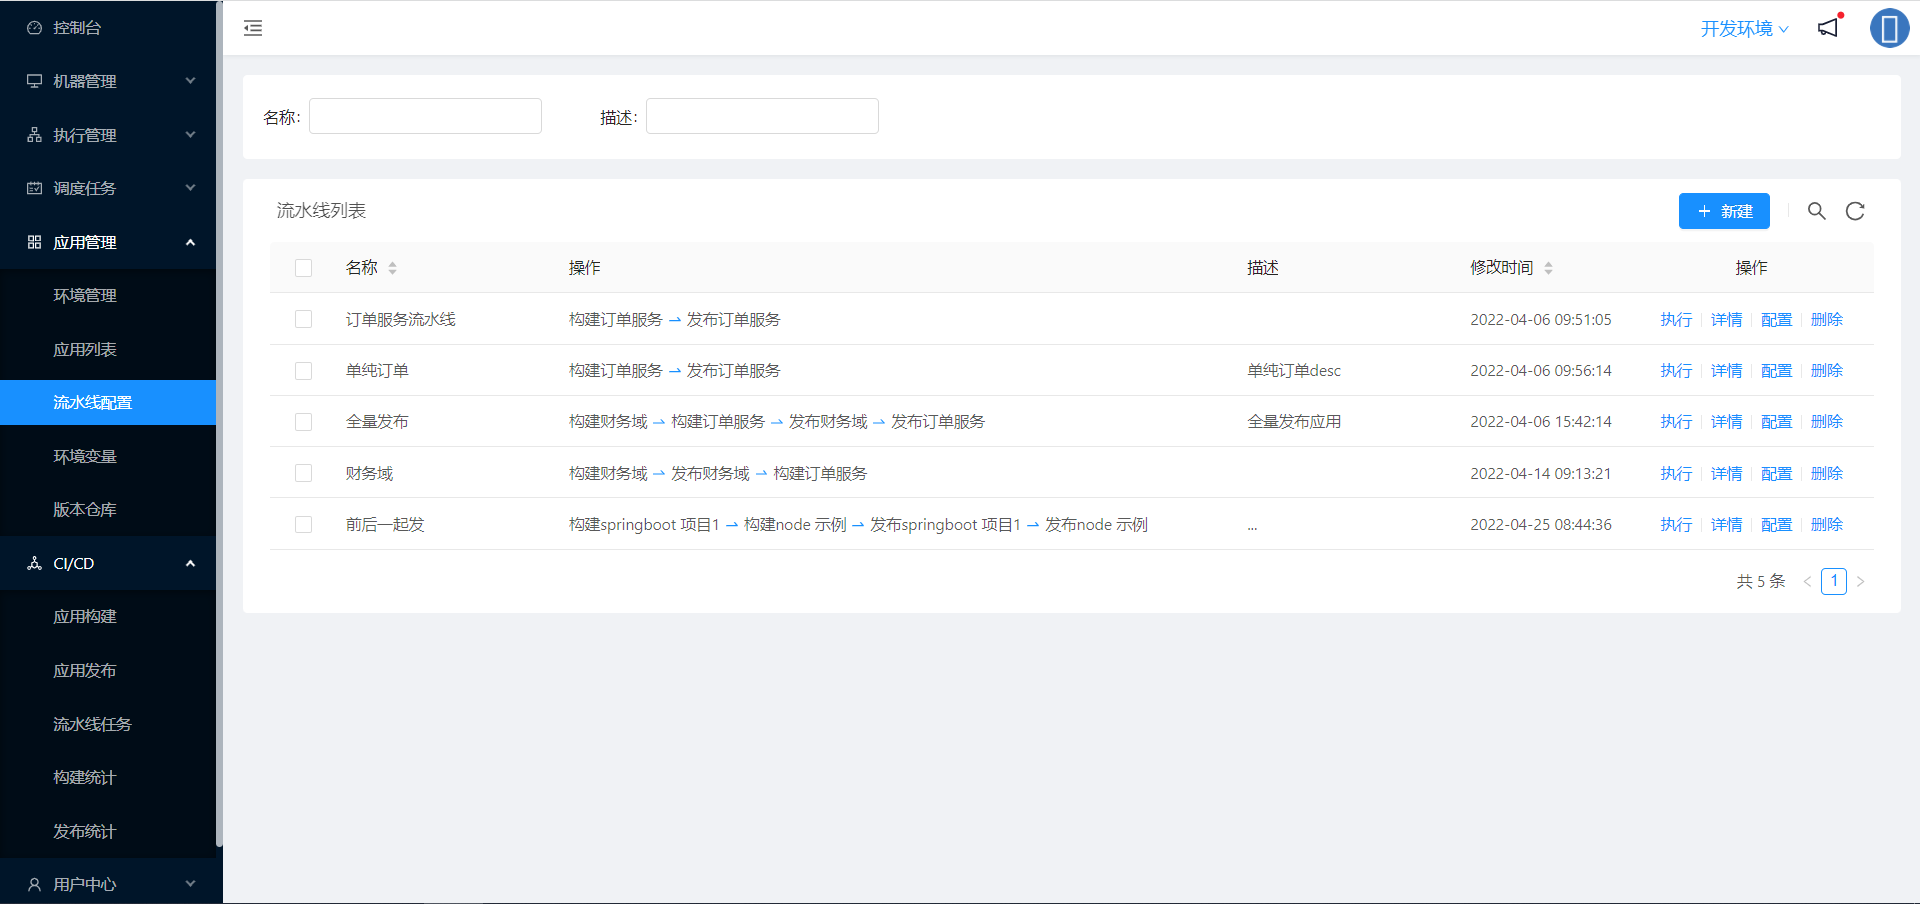 控制台
机器管理
执行管理
调度任务
应用管理
环境管理
应用列表
流水线配置
环境变量
版本仓库
CI/CD
应用构建
应用发布
流水线任务
构建统计
发布统计
用户中心
开发环境
名称: 描述:
流水线列表 + 新建
名称 操作 描述 修改时间 操作
订单服务流水线 构建订单服务 → 发布订单服务 2022-04-06 09:51:05 执行 详情 配置 删除
单纯订单 构建订单服务 → 发布订单服务 单纯订单desc 2022-04-06 09:56:14 执行 详情 配置 删除
全量发布 构建财务域 → 构建订单服务 → 发布财务域 → 发布订单服务 全量发布应用 2022-04-06 15:42:14 执行 详情 配置 删除
财务域 构建财务域 → 发布财务域 → 构建订单服务 2022-04-14 09:13:21 执行 详情 配置 删除
前后一起发 构建springboot 项目1 → 构建node 示例 → 发布springboot 项目1 → 发布node 示例 ... 2022-04-25 08:44:36 执行 详情 配置 删除
共 5 条 < 1 >